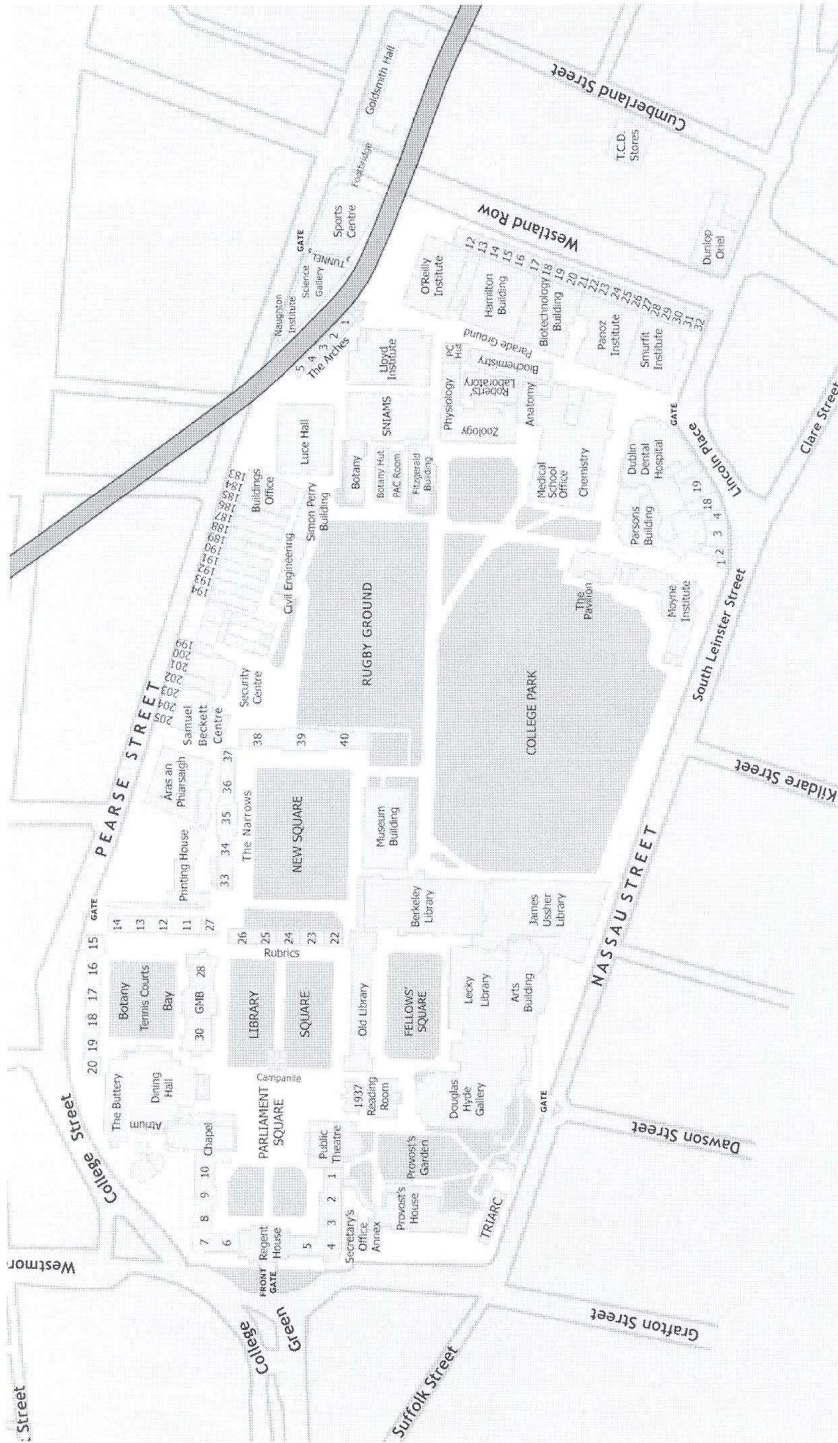 : Street
Westmor
College Street
PEARSE STREET
College
Green
Suffolk Street
Grafton Street
Dawson Street
NASSAU STREET
Kildare Street
South Leinster Street
Clare Street
Lincoln Place
Westland Row
Cumberland Street
FRONT
GATE
Regent
House
6
7
8
9
10
5
4
3
2
1
Secretary's
Office
Annex
Provost's
House
TRIARC
Provost's
Garden
Public
Theatre
PARLIAMENT
SQUARE
Chapel
Campanile
The Buttery
Atrium
Dining
Hall
20
19
18
17
16
15
GATE
Botany
Tennis Courts
Bay
14
13
12
11
27
30
GMB
28
LIBRARY
SQUARE
Rubrics
26
25
24
23
22
1937
Reading
Room
Old Library
FELLOWS'
SQUARE
Douglas
Hyde
Gallery
GATE
Lecky
Library
Arts
Building
Berkeley
Library
James
Ussher
Library
Printing House
Aras an
Phiarsaigh
33
34
35
36
37
The Narrows
NEW SQUARE
38
39
40
Museum
Building
Samuel
Beckett
Centre
205
204
203
202
201
200
199
Security
Centre
194
193
192
191
190
189
188
187
186
185
184
183
Buildings
Office
Civil Engineering
Simon Perry
Building
Luce Hall
RUGBY GROUND
COLLEGE PARK
The
Pavilion
Moyne
Institute
Botany
Botany Hut
PAC Room
Fitzgerald
Building
SNIAMS
Lloyd
Institute
The Arches
5
4
3
2
1
Naughton
Institute
Science
Gallery
GATE
TUNNEL
Sports
Centre
Footbridge
Goldsmith Hall
O'Reilly
Institute
Hamilton
Building
Biotechnology
Building
Panoz
Institute
Smurfit
Institute
12
13
14
15
16
17
18
19
20
21
22
23
24
25
26
27
28
29
30
31
32
Parade Ground
PC
Hut
Biochemistry
Roberts'
Laboratory
Physiology
Zoology
Anatomy
Medical
School
Office
Chemistry
Dublin
Dental
Hospital
GATE
Parsons
Building
1
2
3
4
18
19
T.C.D.
Stores
Dunlop
Oriel